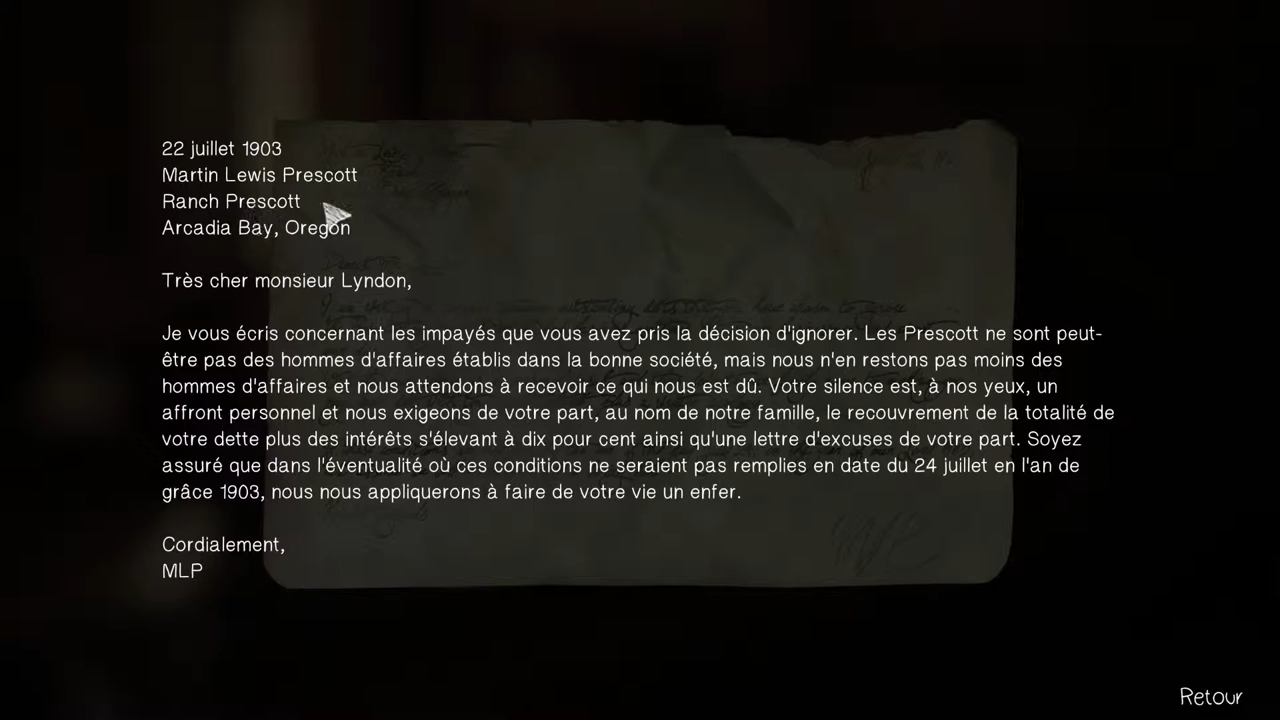 22 juillet 1903
Martin Lewis Prescott
Ranch Prescott
Arcadia Bay, Oregon
Très cher monsieur Lyndon,
Je vous écris concernant les impayés que vous avez pris la décision d'ignorer. Les Prescott ne sont peut-
être pas des hommes d'affaires établis dans la bonne société, mais nous n'en restons pas moins des
hommes d'affaires et nous attendons à recevoir ce qui nous est dû. Votre silence est, à nos yeux, un
affront personnel et nous exigeons de votre part, au nom de notre famille, le recouvrement de la totalité de
votre dette plus des intérêts s'élevant à dix pour cent ainsi qu'une lettre d'excuses de votre part. Soyez
assuré que dans l'éventualité où ces conditions ne seraient pas remplies en date du 24 juillet en l'an de
grâce 1903, nous nous appliquerons à faire de votre vie un enfer.
Cordialement,
MLP
Retour